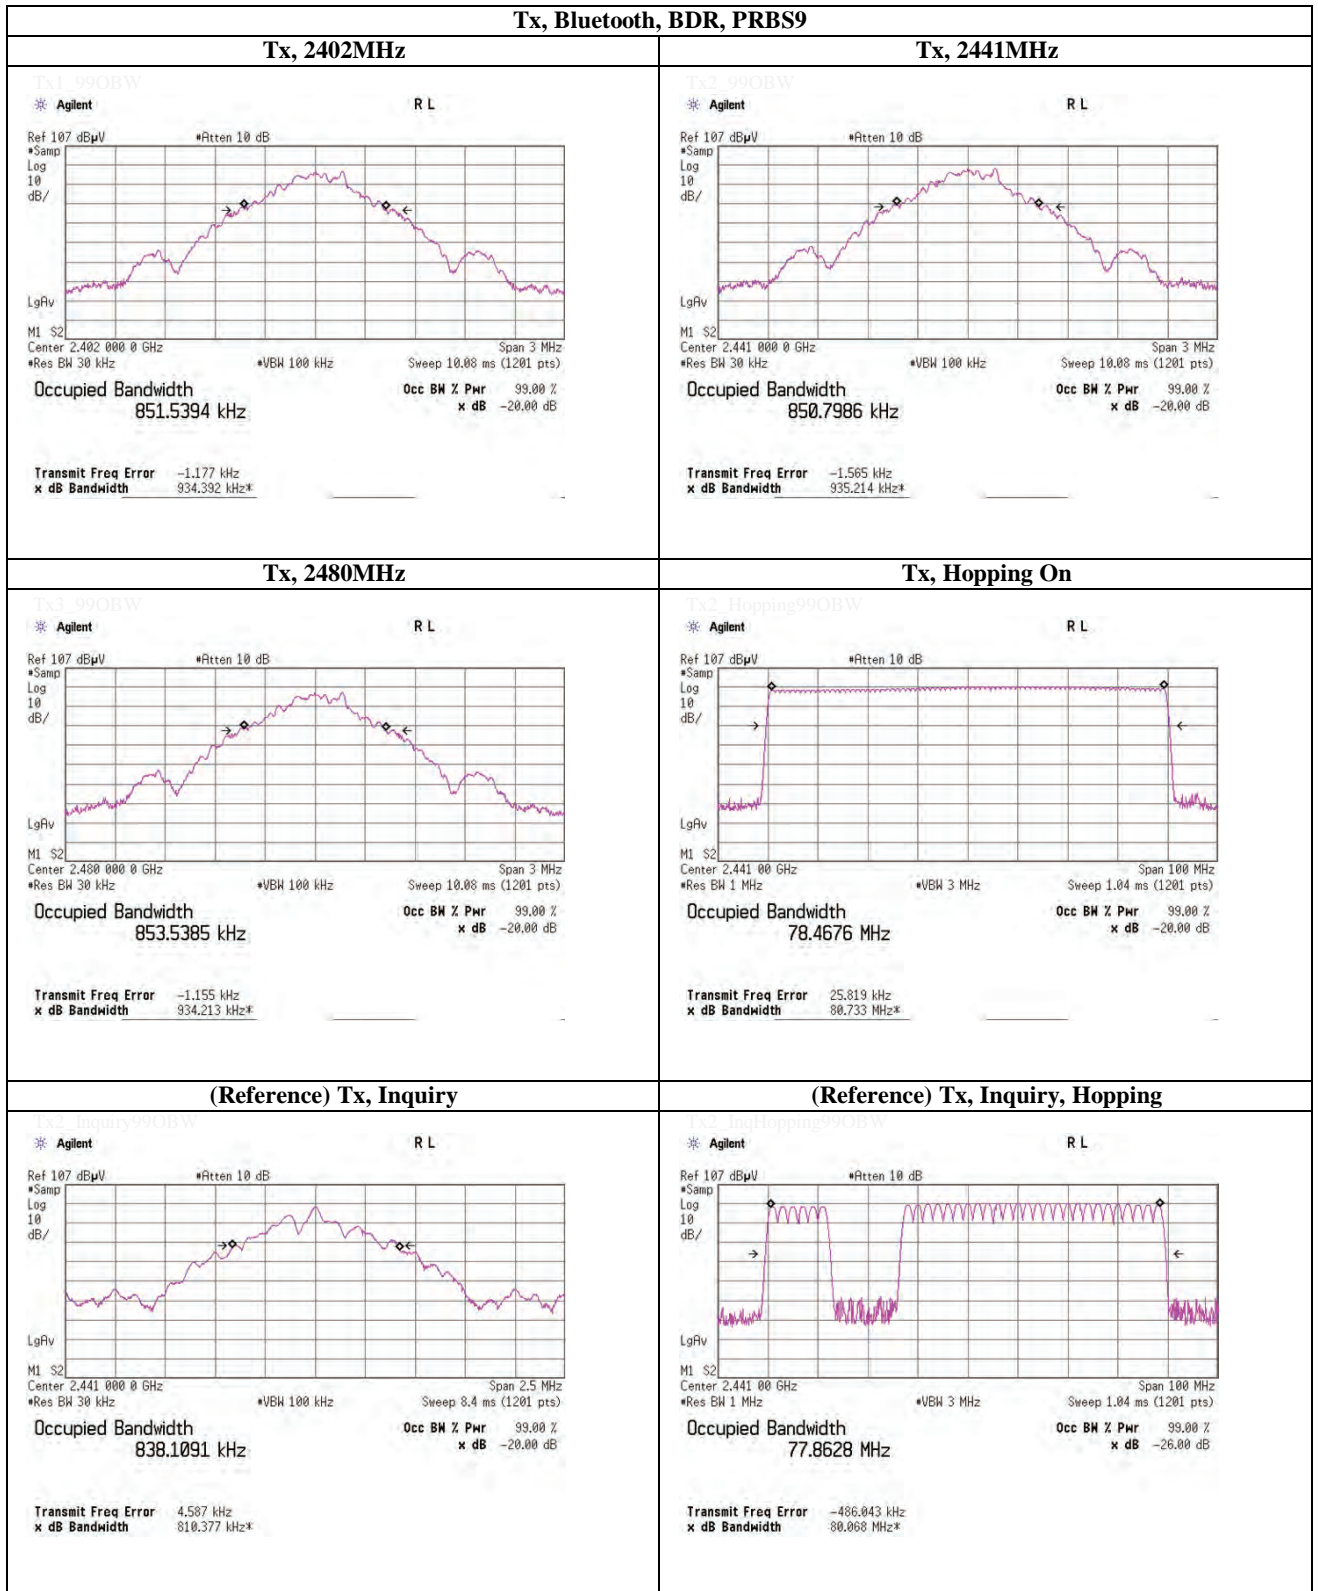 Tx, Bluetooth, BDR, PRBS9
Tx, 2402MHz
Tx1_99OBW
Agilent R L
Ref 107 dBµV #Atten 10 dB
#Samp
Log
10
dB/
LgAv
M1 S2
Center 2.402 000 0 GHz Span 3 MHz
#Res BW 30 kHz #VBW 100 kHz Sweep 10.08 ms (1201 pts)
Occupied Bandwidth Occ BW % Pwr 99.00 %
851.5394 kHz x dB -20.00 dB
Transmit Freq Error -1.177 kHz
x dB Bandwidth 934.392 kHz*
Tx, 2441MHz
Tx2_99OBW
Agilent R L
Ref 107 dBµV #Atten 10 dB
#Samp
Log
10
dB/
LgAv
M1 S2
Center 2.441 000 0 GHz Span 3 MHz
#Res BW 30 kHz #VBW 100 kHz Sweep 10.08 ms (1201 pts)
Occupied Bandwidth Occ BW % Pwr 99.00 %
850.7986 kHz x dB -20.00 dB
Transmit Freq Error -1.565 kHz
x dB Bandwidth 935.214 kHz*
Tx, 2480MHz
Tx3_99OBW
Agilent R L
Ref 107 dBµV #Atten 10 dB
#Samp
Log
10
dB/
LgAv
M1 S2
Center 2.480 000 0 GHz Span 3 MHz
#Res BW 30 kHz #VBW 100 kHz Sweep 10.08 ms (1201 pts)
Occupied Bandwidth Occ BW % Pwr 99.00 %
853.5385 kHz x dB -20.00 dB
Transmit Freq Error -1.155 kHz
x dB Bandwidth 934.213 kHz*
Tx, Hopping On
Tx2_Hopping99OBW
Agilent R L
Ref 107 dBµV #Atten 10 dB
#Samp
Log
10
dB/
LgAv
M1 S2
Center 2.441 00 GHz Span 100 MHz
#Res BW 1 MHz #VBW 3 MHz Sweep 1.04 ms (1201 pts)
Occupied Bandwidth Occ BW % Pwr 99.00 %
78.4676 MHz x dB -20.00 dB
Transmit Freq Error 25.819 kHz
x dB Bandwidth 80.733 MHz*
(Reference) Tx, Inquiry
Tx2_Inquiry99OBW
Agilent R L
Ref 107 dBµV #Atten 10 dB
#Samp
Log
10
dB/
LgAv
M1 S2
Center 2.441 000 0 GHz Span 2.5 MHz
#Res BW 30 kHz #VBW 100 kHz Sweep 8.4 ms (1201 pts)
Occupied Bandwidth Occ BW % Pwr 99.00 %
838.1091 kHz x dB -20.00 dB
Transmit Freq Error 4.587 kHz
x dB Bandwidth 810.377 kHz*
(Reference) Tx, Inquiry, Hopping
Tx2_InqHopping99OBW
Agilent R L
Ref 107 dBµV #Atten 10 dB
#Samp
Log
10
dB/
LgAv
M1 S2
Center 2.441 00 GHz Span 100 MHz
#Res BW 1 MHz #VBW 3 MHz Sweep 1.04 ms (1201 pts)
Occupied Bandwidth Occ BW % Pwr 99.00 %
77.8628 MHz x dB -26.00 dB
Transmit Freq Error -486.043 kHz
x dB Bandwidth 80.068 MHz*